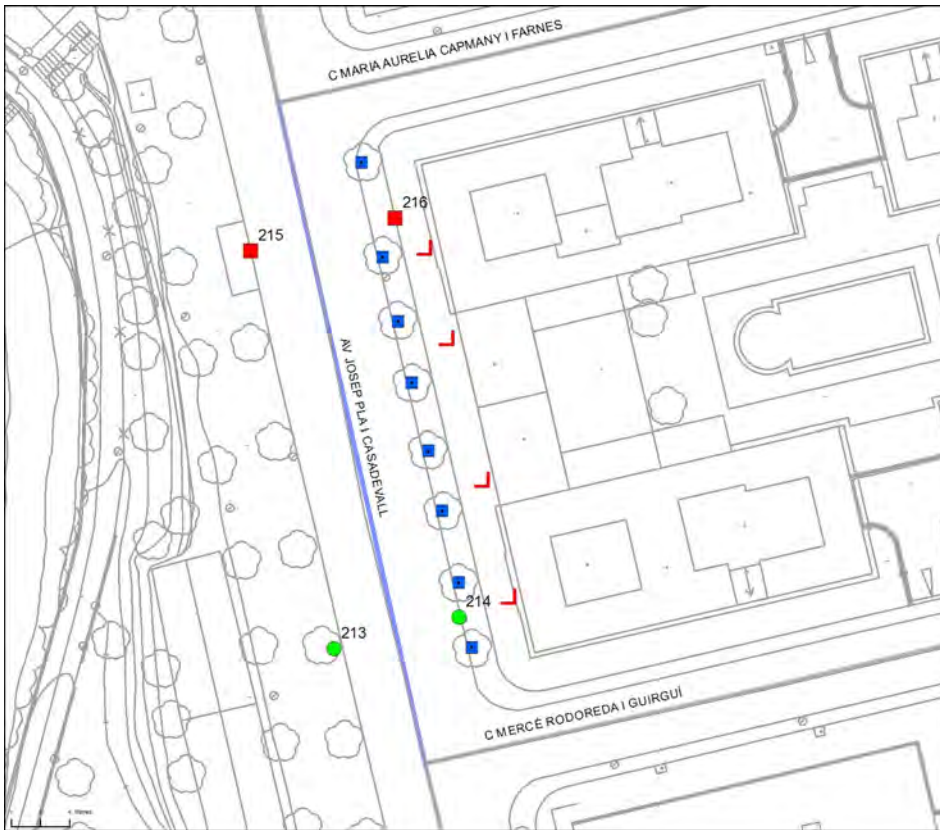 C MARIA AURELIA CAPMANY I FARNES
216
215
AV JOSEP PLA I CASADEVALL
214
213
C MERCÈ RODOREDA I GUIRGUÍ